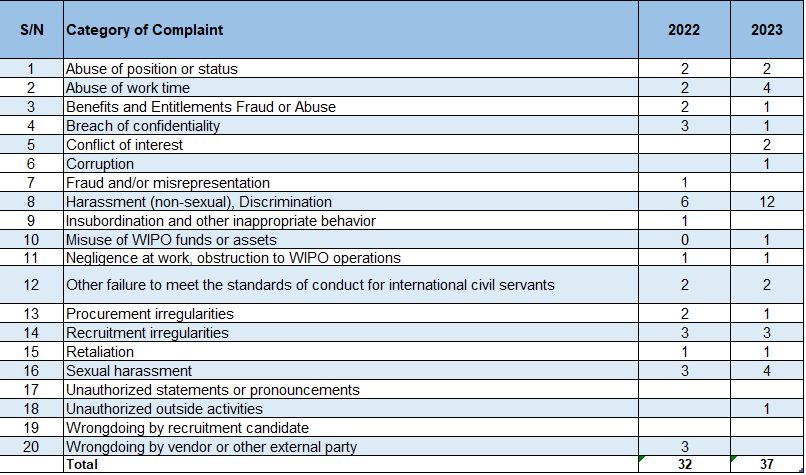 S/N Category of Complaint 2022 2023
1 Abuse of position or status 2 2
2 Abuse of work time 2 4
3 Benefits and Entitlements Fraud or Abuse 2 1
4 Breach of confidentiality 3 1
5 Conflict of interest 2
6 Corruption 1
7 Fraud and/or misrepresentation 1
8 Harassment (non-sexual), Discrimination 6 12
9 Insubordination and other inappropriate behavior 1
10 Misuse of WIPO funds or assets 0 1
11 Negligence at work, obstruction to WIPO operations 1 1
12 Other failure to meet the standards of conduct for international civil servants 2 2
13 Procurement irregularities 2 1
14 Recruitment irregularities 3 3
15 Retaliation 1 1
16 Sexual harassment 3 4
17 Unauthorized statements or pronouncements
18 Unauthorized outside activities 1
19 Wrongdoing by recruitment candidate
20 Wrongdoing by vendor or other external party 3
Total 32 37